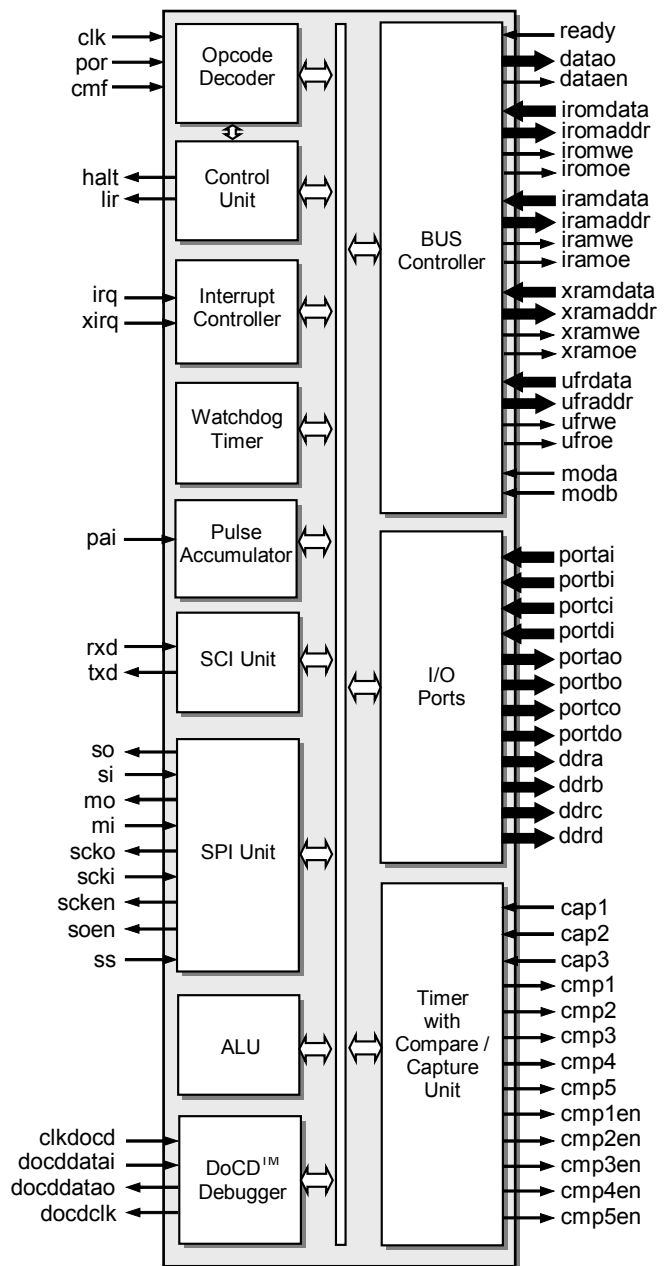 clk
por
cmf
Opcode
Decoder
halt
lir
Control
Unit
irq
xirq
Interrupt
Controller
Watchdog
Timer
pai
Pulse
Accumulator
rxd
txd
SCI Unit
so
si
mo
mi
scko
scki
scken
soen
ss
SPI Unit
ALU
clkdocd
docddatai
docddatao
docdclk
DoCD™
Debugger
BUS
Controller
ready
datao
dataen
iromdata
iromaddr
iromwe
iromoe
iramdata
iramaddr
iramwe
iramoe
xramdata
xramaddr
xramwe
xramoe
ufrdata
ufraddr
ufrwe
ufroe
moda
modb
I/O
Ports
portai
portbi
portci
portdi
portao
portbo
portco
portdo
ddra
ddrb
ddrc
ddrd
Timer
with
Compare /
Capture
Unit
cap1
cap2
cap3
cmp1
cmp2
cmp3
cmp4
cmp5
cmp1en
cmp2en
cmp3en
cmp4en
cmp5en